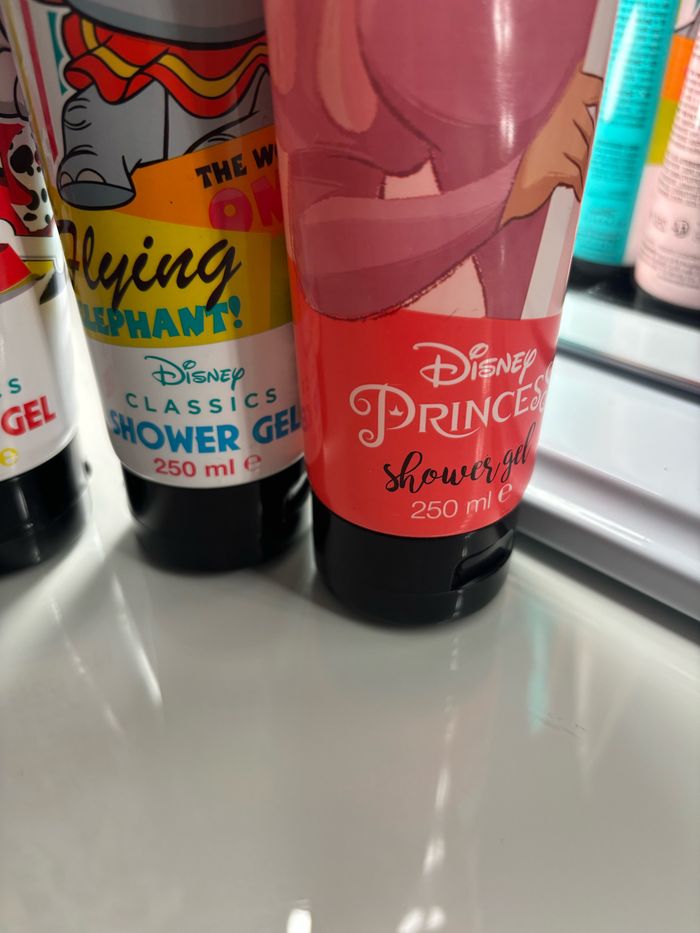 THE
Flying
ELEPHANT!
Disney
CLASSICS
SHOWER GEL
250 ml e
GEL
e
Disney
PRINCESS
shower gel
250 ml e